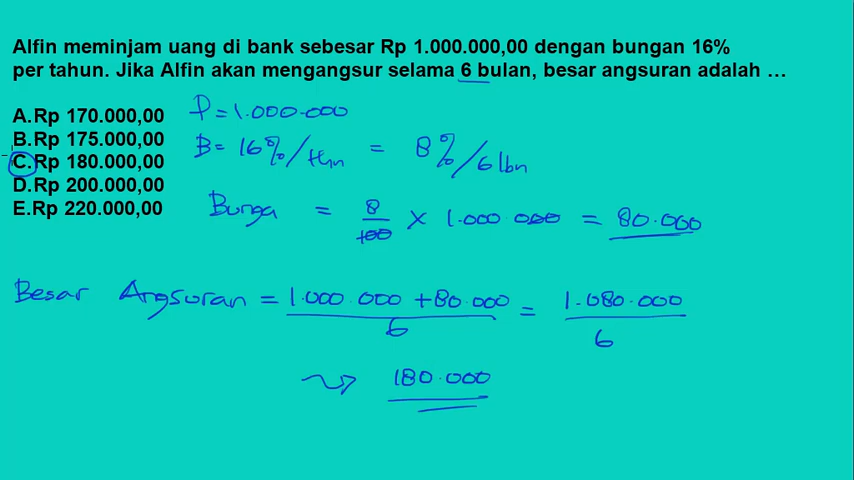 Alfin meminjam uang di bank sebesar Rp 1.000.000,00 dengan bungan 16%
per tahun. Jika Alfin akan mengangsur selama 6 bulan, besar angsuran adalah …
A.Rp 170.000,00
B.Rp 175.000,00
C.Rp 180.000,00
D.Rp 200.000,00
E.Rp 220.000,00
P = 1.000.000
B = 16%/thn = 8%/6 lbn
Bunga = 8/100 × 1.000.000 = 80.000
Besar Angsuran = 1.000.000 + 80.000 / 6 = 1.080.000 / 6
180.000